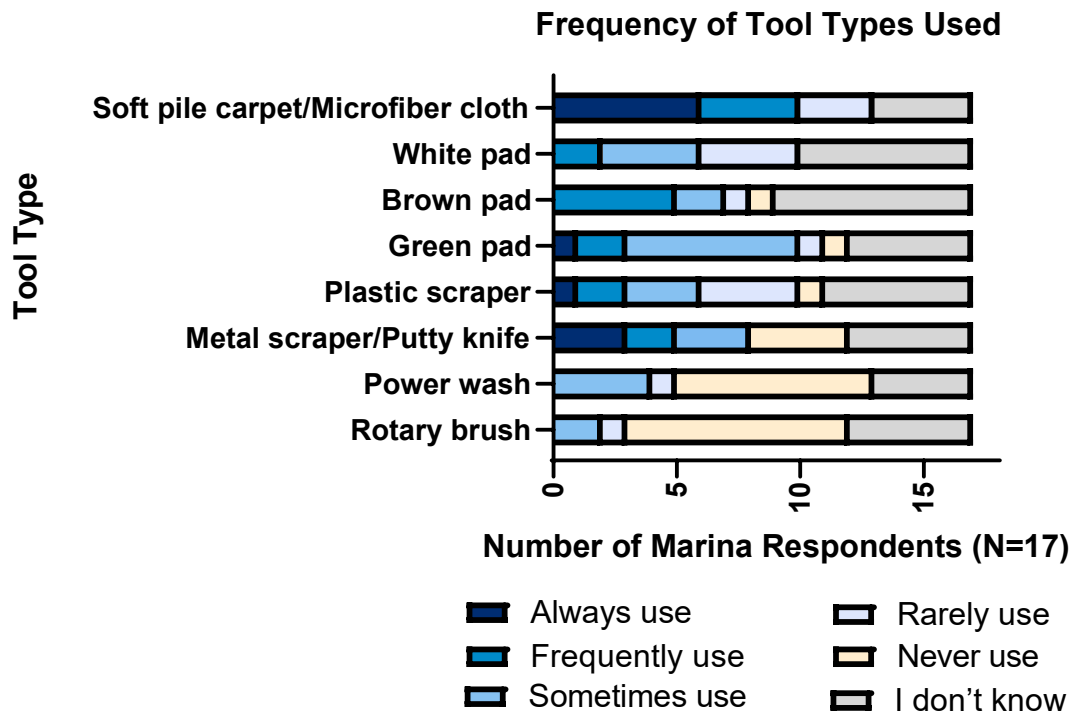 Frequency of Tool Types Used
Tool Type
Soft pile carpet/Microfiber cloth
White pad
Brown pad
Green pad
Plastic scraper
Metal scraper/Putty knife
Power wash
Rotary brush
0 5 10 15
Number of Marina Respondents (N=17)
Always use Rarely use
Frequently use Never use
Sometimes use I don’t know